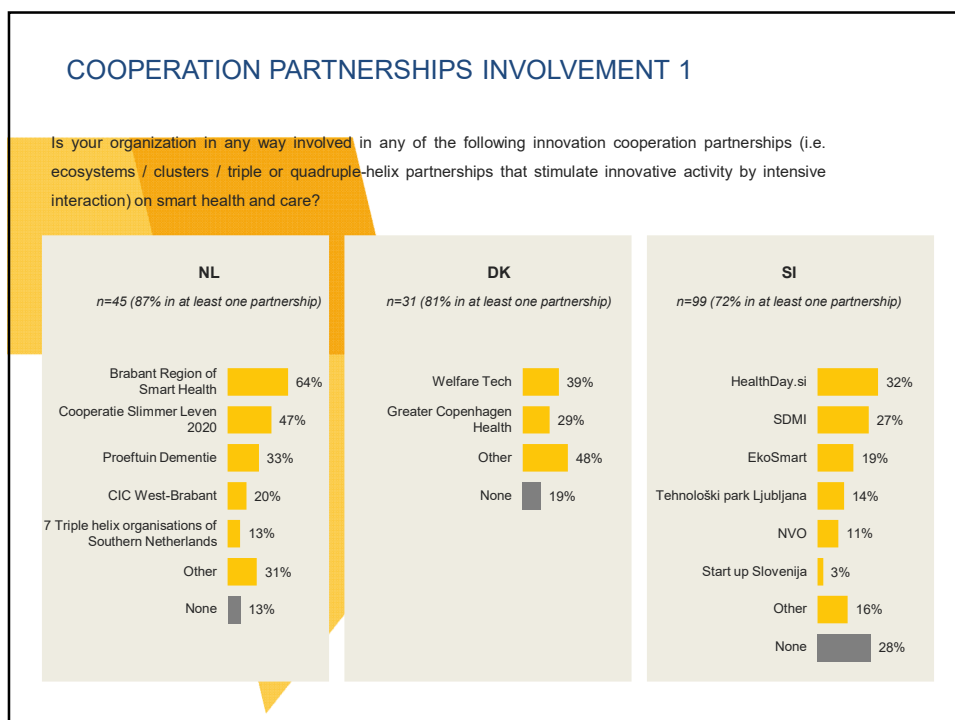 COOPERATION PARTNERSHIPS INVOLVEMENT 1
Is your organization in any way involved in any of the following innovation cooperation partnerships (i.e.
ecosystems / clusters / triple or quadruple-helix partnerships that stimulate innovative activity by intensive
interaction) on smart health and care?
NL
n=45 (87% in at least one partnership)
Brabant Region of
Smart Health
64%
Cooperatie Slimmer Leven
2020
47%
Proeftuin Dementie
33%
CIC West-Brabant
20%
7 Triple helix organisations of
Southern Netherlands
13%
Other
31%
None
13%
DK
n=31 (81% in at least one partnership)
Welfare Tech
39%
Greater Copenhagen
Health
29%
Other
48%
None
19%
SI
n=99 (72% in at least one partnership)
HealthDay.si
32%
SDMI
27%
EkoSmart
19%
Tehnološki park Ljubljana
14%
NVO
11%
Start up Slovenija
3%
Other
16%
None
28%